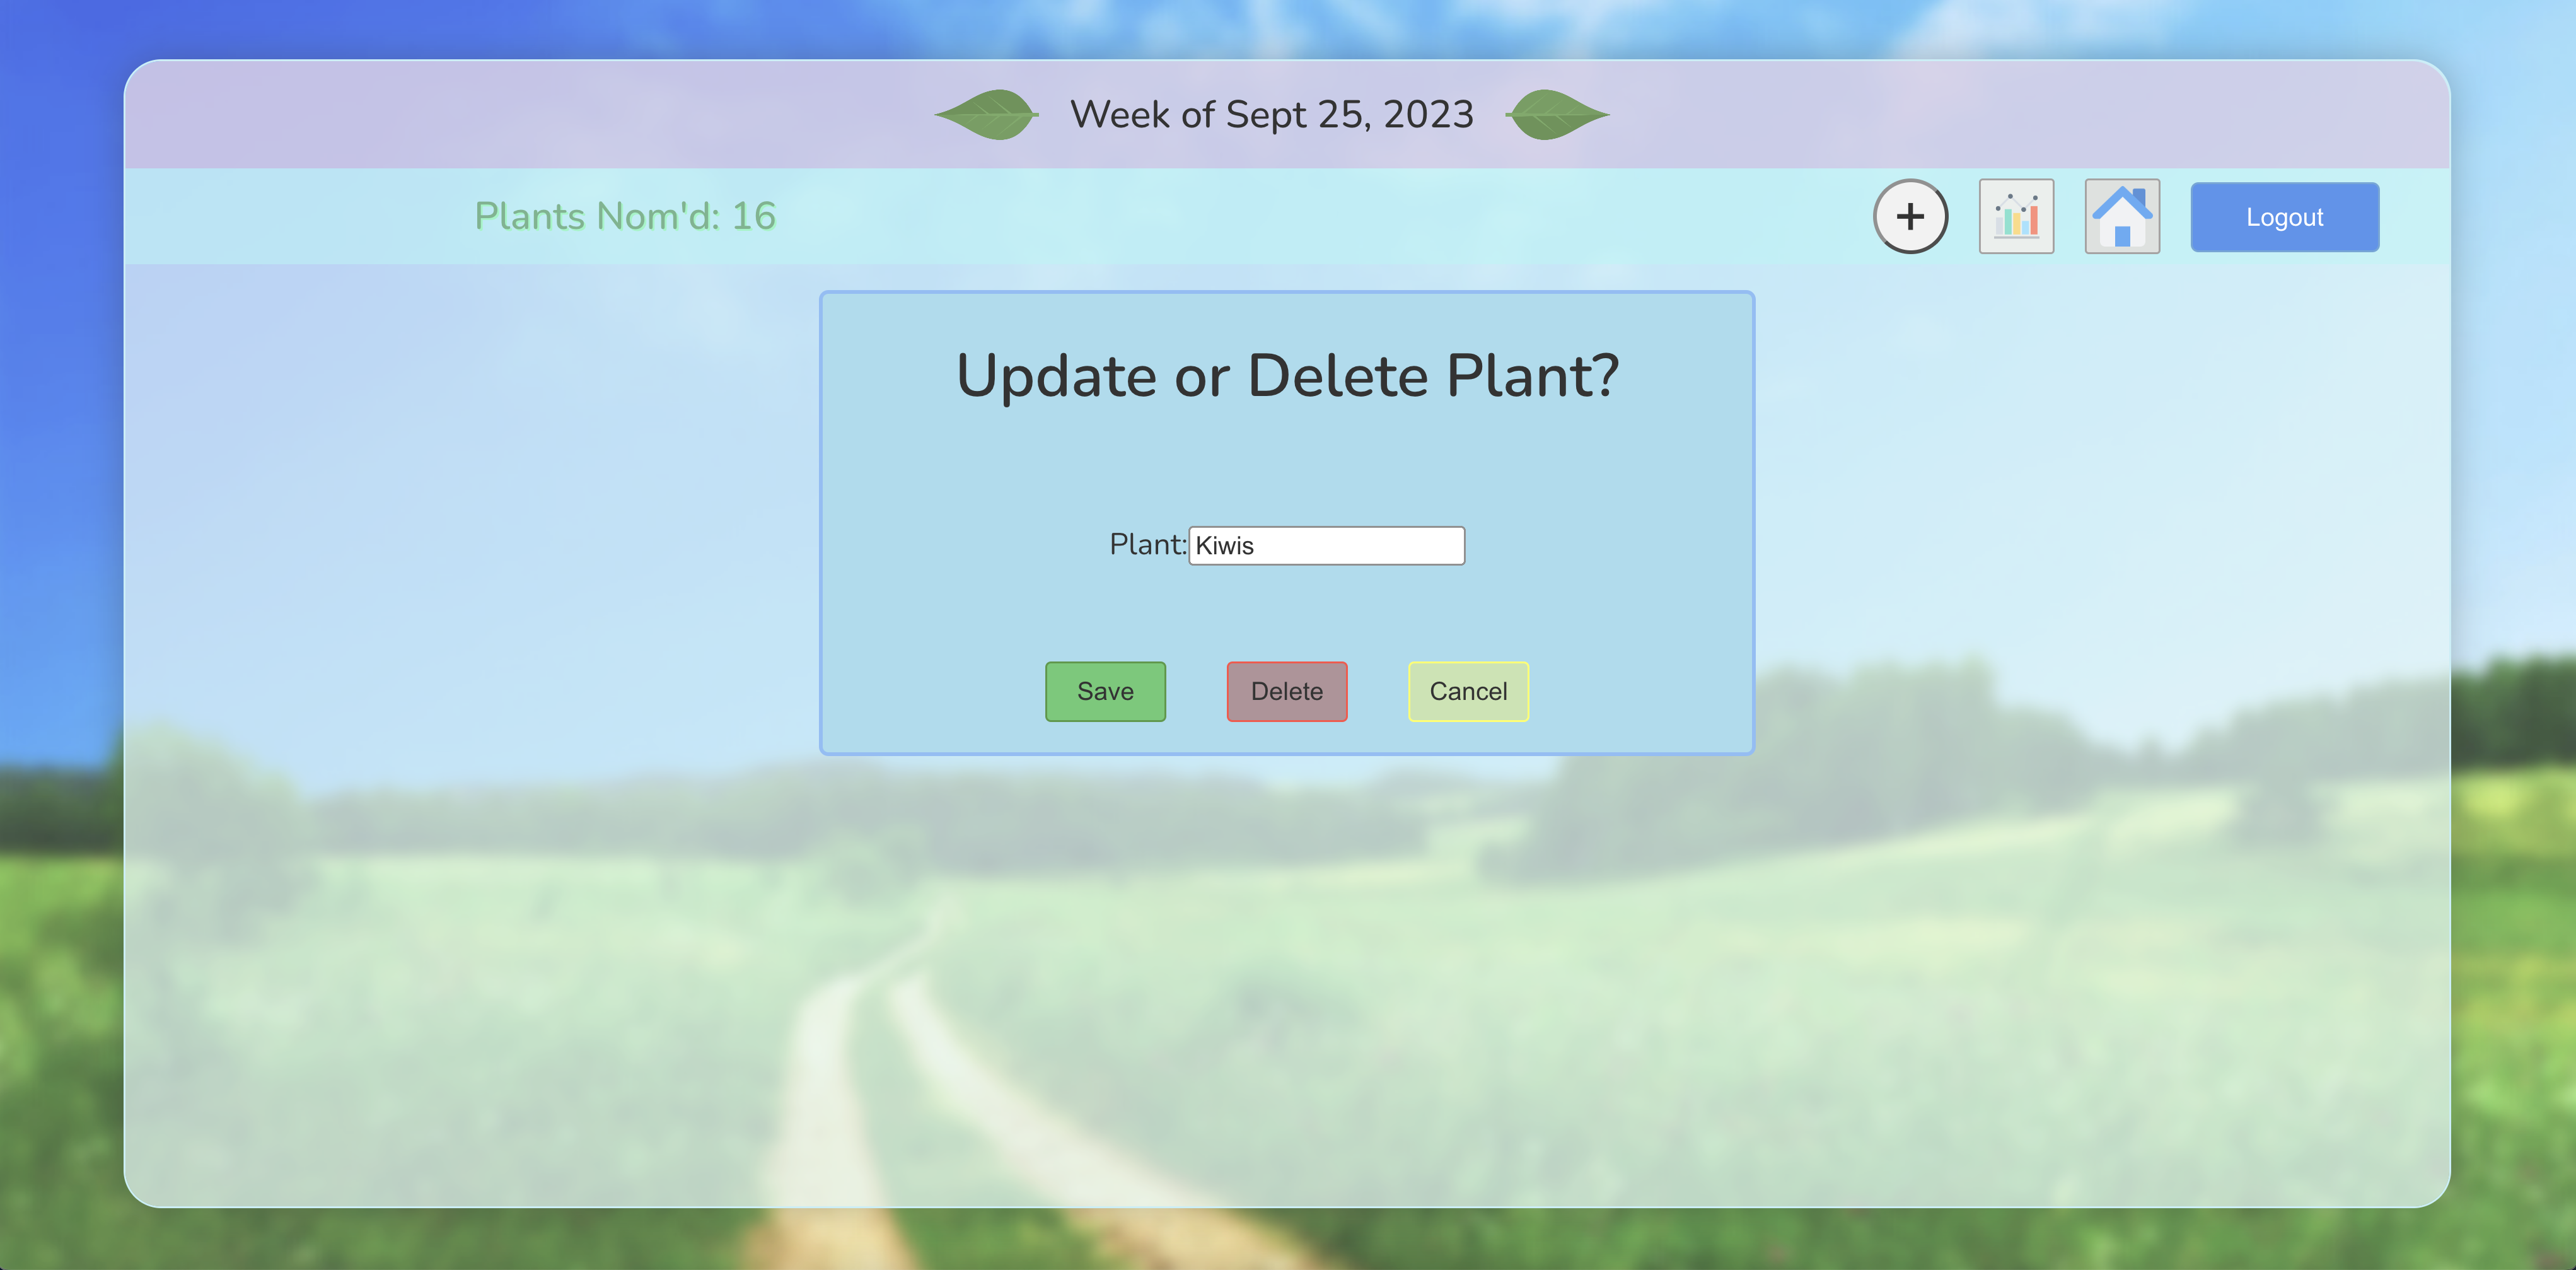 Week of Sept 25, 2023
Plants Nom'd: 16
+
Logout
Update or Delete Plant?
Plant: Kiwis
Save Delete Cancel